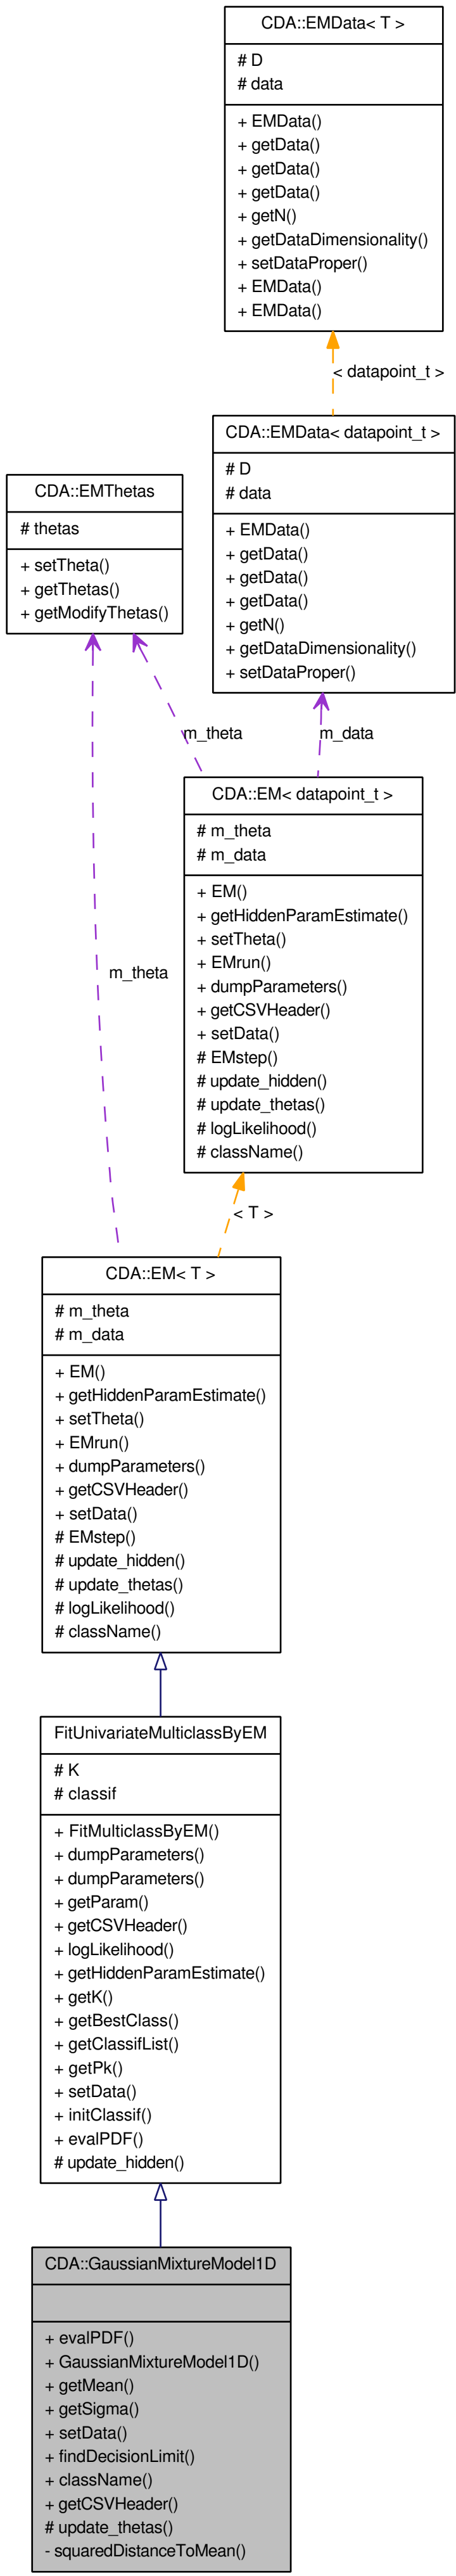 CDA::EMData< T >
# D
# data
+ EMData()
+ getData()
+ getData()
+ getData()
+ getN()
+ getDataDimensionality()
+ setDataProper()
+ EMData()
+ EMData()
< datapoint_t >
CDA::EMData< datapoint_t >
# D
# data
+ EMData()
+ getData()
+ getData()
+ getData()
+ getN()
+ getDataDimensionality()
+ setDataProper()
CDA::EMThetas
# thetas
+ setTheta()
+ getThetas()
+ getModifyThetas()
m_theta
m_data
CDA::EM< datapoint_t >
# m_theta
# m_data
+ EM()
+ getHiddenParamEstimate()
+ setTheta()
+ EMrun()
+ dumpParameters()
+ getCSVHeader()
+ setData()
# EMstep()
# update_hidden()
# update_thetas()
# logLikelihood()
# className()
m_theta
< T >
CDA::EM< T >
# m_theta
# m_data
+ EM()
+ getHiddenParamEstimate()
+ setTheta()
+ EMrun()
+ dumpParameters()
+ getCSVHeader()
+ setData()
# EMstep()
# update_hidden()
# update_thetas()
# logLikelihood()
# className()
FitUnivariateMulticlassByEM
# K
# classif
+ FitMulticlassByEM()
+ dumpParameters()
+ dumpParameters()
+ getParam()
+ getCSVHeader()
+ logLikelihood()
+ getHiddenParamEstimate()
+ getK()
+ getBestClass()
+ getClassifList()
+ getPk()
+ setData()
+ initClassif()
+ evalPDF()
# update_hidden()
CDA::GaussianMixtureModel1D
+ evalPDF()
+ GaussianMixtureModel1D()
+ getMean()
+ getSigma()
+ setData()
+ findDecisionLimit()
+ className()
+ getCSVHeader()
# update_thetas()
- squaredDistanceToMean()